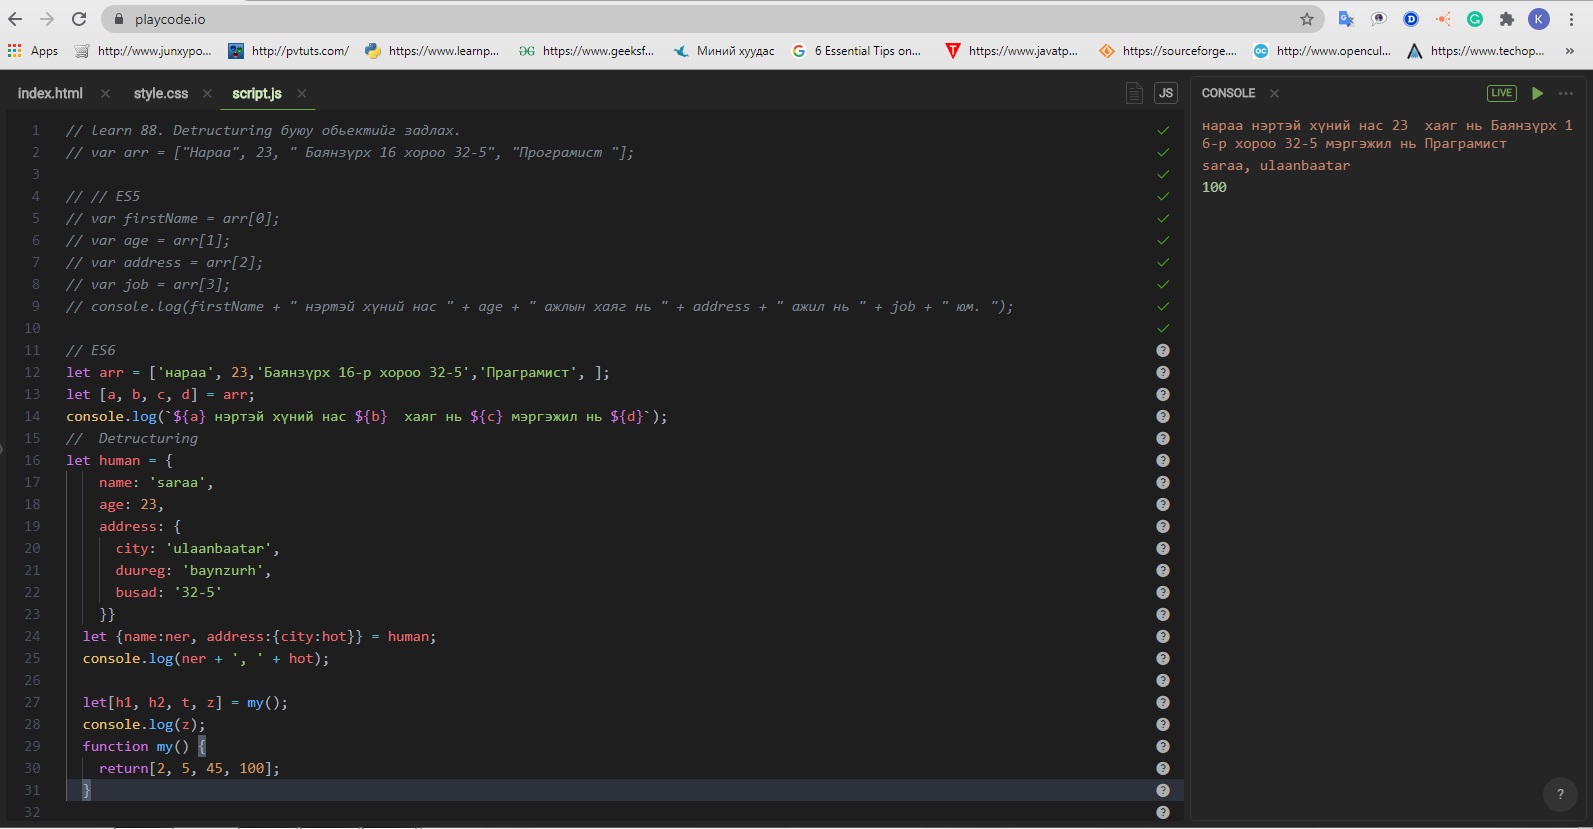 playcode.io
K
Apps
http://www.junxypo...
http://pvtuts.com/
https://www.learnp...
https://www.geeksf...
Миний хуудас
6 Essential Tips on...
https://www.javatp...
https://sourceforge....
http://www.opencul...
https://www.techop...
»
index.html
style.css
script.js
JS
1 // learn 88. Detructuring буюу обьектийг задлах.
2 // var arr = ["Нараа", 23, " Баянзүрх 16 хороо 32-5", "Програмист "];
3
4 // // ES5
5 // var firstName = arr[0];
6 // var age = arr[1];
7 // var address = arr[2];
8 // var job = arr[3];
9 // console.log(firstName + " нэртэй хүний нас " + age + " ажлын хаяг нь " + address + " ажил нь " + job + " юм. ");
10
11 // ES6
12 let arr = ['нараа', 23,'Баянзүрх 16-р хороо 32-5','Праграмист', ];
13 let [a, b, c, d] = arr;
14 console.log(`${a} нэртэй хүний нас ${b}  хаяг нь ${c} мэргэжил нь ${d}`);
15 //  Detructuring
16 let human = {
17 name: 'saraa',
18 age: 23,
19 address: {
20 city: 'ulaanbaatar',
21 duureg: 'baynzurh',
22 busad: '32-5'
23 }}
24 let {name:ner, address:{city:hot}} = human;
25 console.log(ner + ', ' + hot);
26
27 let[h1, h2, t, z] = my();
28 console.log(z);
29 function my() {
30 return[2, 5, 45, 100];
31 }
32
CONSOLE
LIVE
нараа нэртэй хүний нас 23  хаяг нь Баянзүрх 1
6-р хороо 32-5 мэргэжил нь Праграмист
saraa, ulaanbaatar
100
?